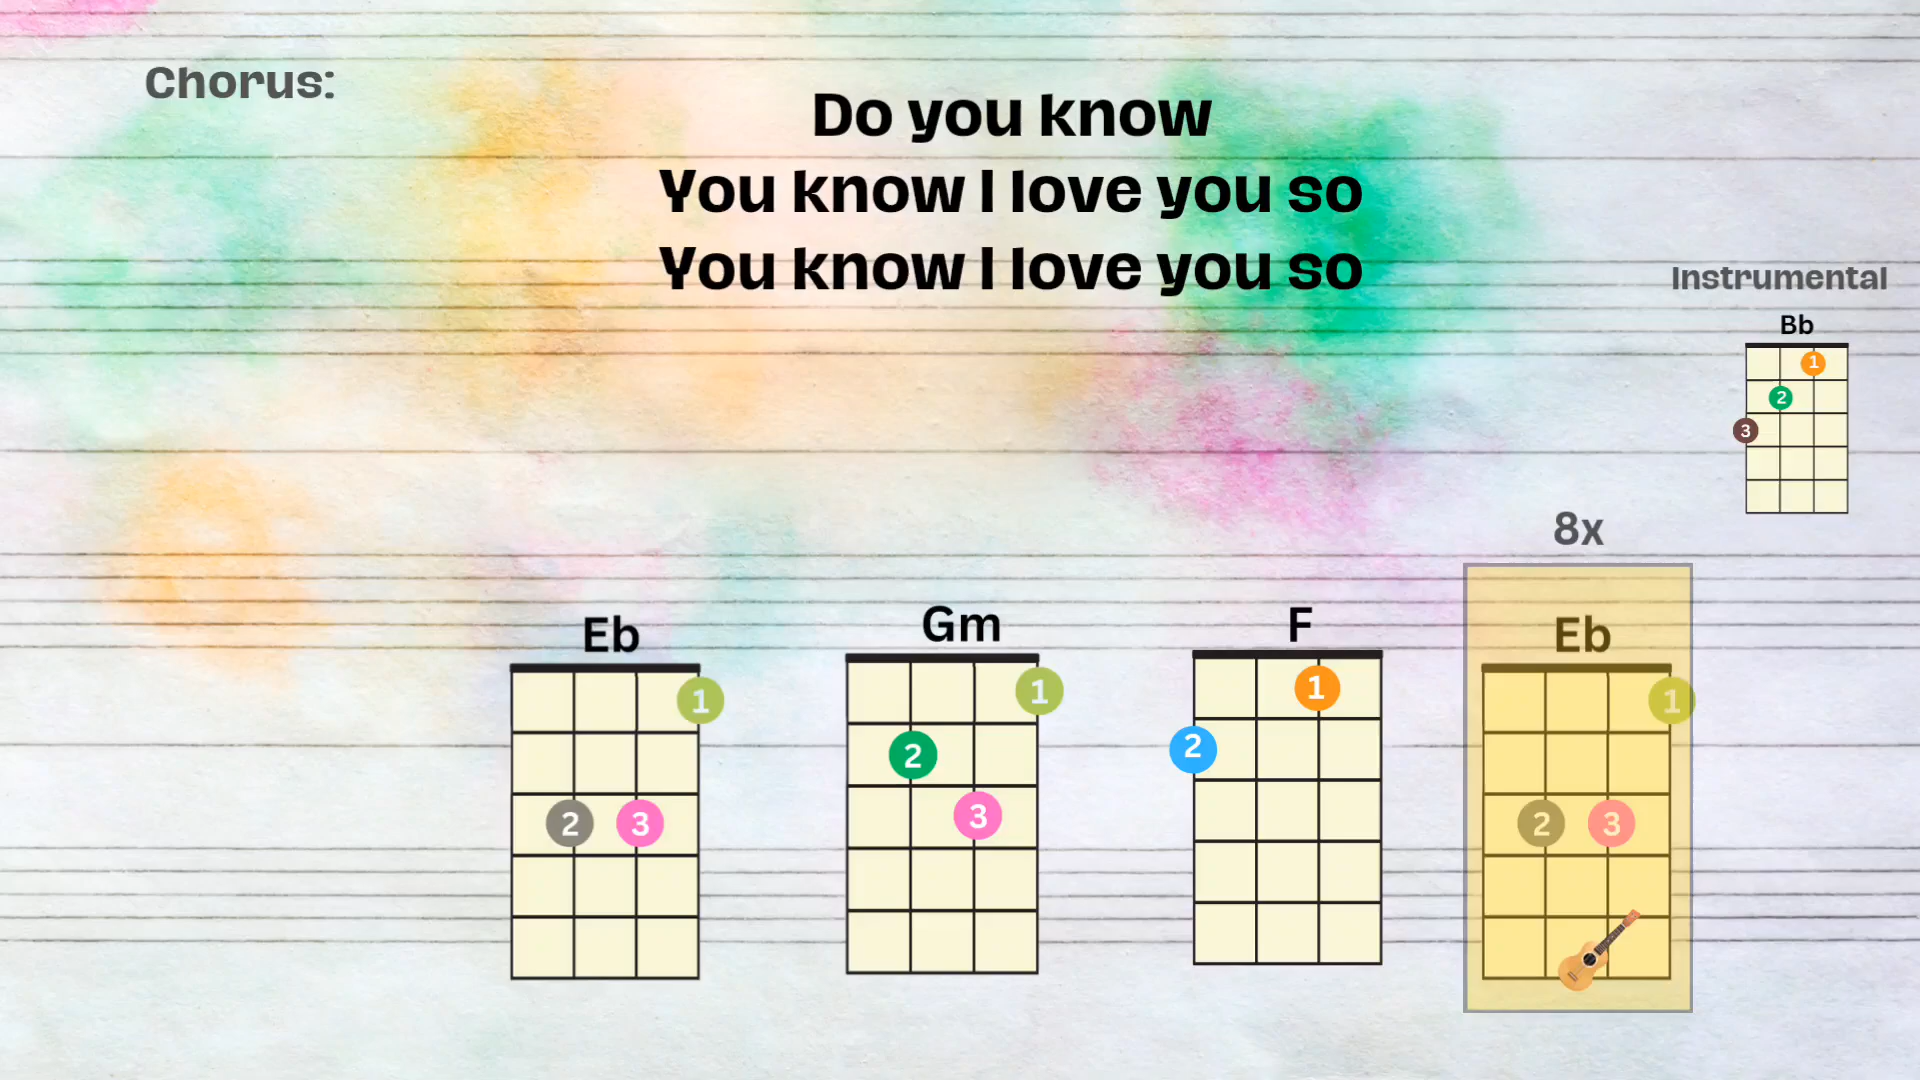 Chorus:
Do you know
You know I love you so
You know I love you so
Instrumental
Bb
1
2
3
8x
Eb
1
2 3
Gm
1
2
3
F
1
2
Eb
1
2 3